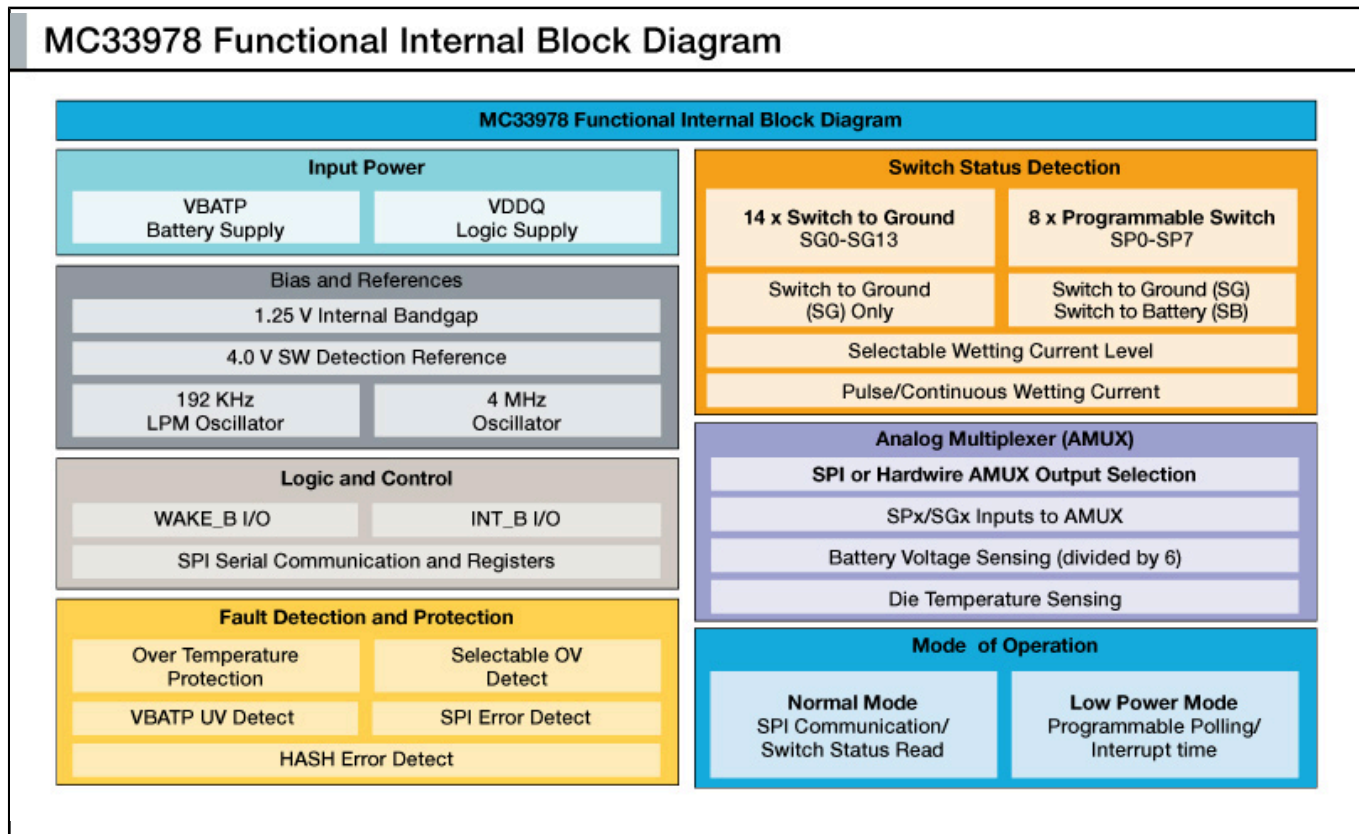 MC33978 Functional Internal Block Diagram
MC33978 Functional Internal Block Diagram
Input Power
VBATP
Battery Supply
VDDQ
Logic Supply
Bias and References
1.25 V Internal Bandgap
4.0 V SW Detection Reference
192 KHz
LPM Oscillator
4 MHz
Oscillator
Logic and Control
WAKE_B I/O
INT_B I/O
SPI Serial Communication and Registers
Fault Detection and Protection
Over Temperature
Protection
Selectable OV
Detect
VBATP UV Detect
SPI Error Detect
HASH Error Detect
Switch Status Detection
14 x Switch to Ground
SG0-SG13
8 x Programmable Switch
SP0-SP7
Switch to Ground
(SG) Only
Switch to Ground (SG)
Switch to Battery (SB)
Selectable Wetting Current Level
Pulse/Continuous Wetting Current
Analog Multiplexer (AMUX)
SPI or Hardwire AMUX Output Selection
SPx/SGx Inputs to AMUX
Battery Voltage Sensing (divided by 6)
Die Temperature Sensing
Mode of Operation
Normal Mode
SPI Communication/
Switch Status Read
Low Power Mode
Programmable Polling/
Interrupt time